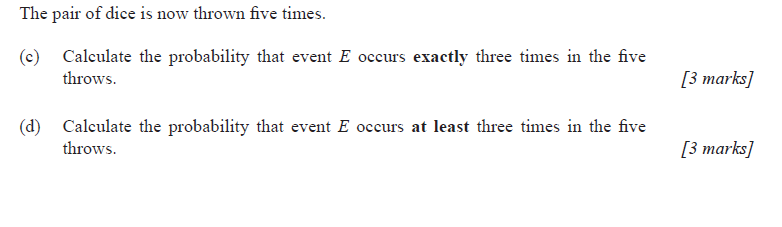 The pair of dice is now thrown five times.
(c) Calculate the probability that event E occurs exactly three times in the five
throws.
[3 marks]
(d) Calculate the probability that event E occurs at least three times in the five
throws.
[3 marks]